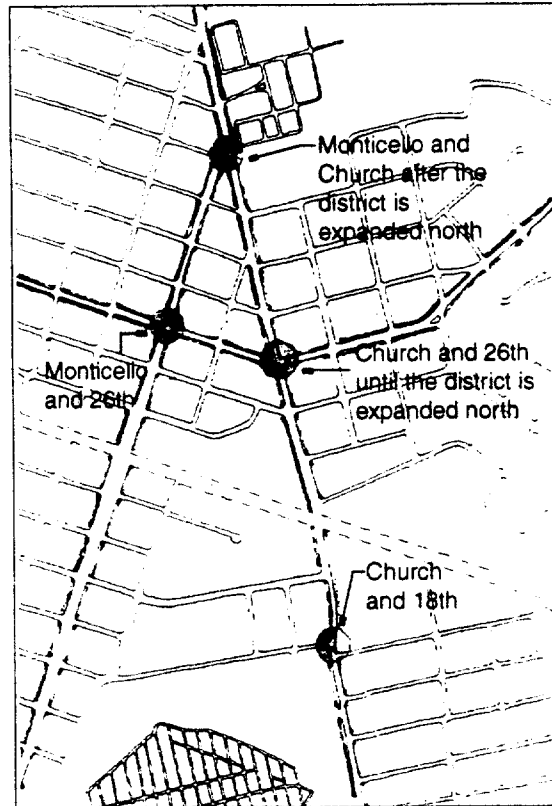 Monticello and
Church after the
district is
expanded north
Monticello
and 26th
Church and 26th
until the district is
expanded north
Church
and 18th